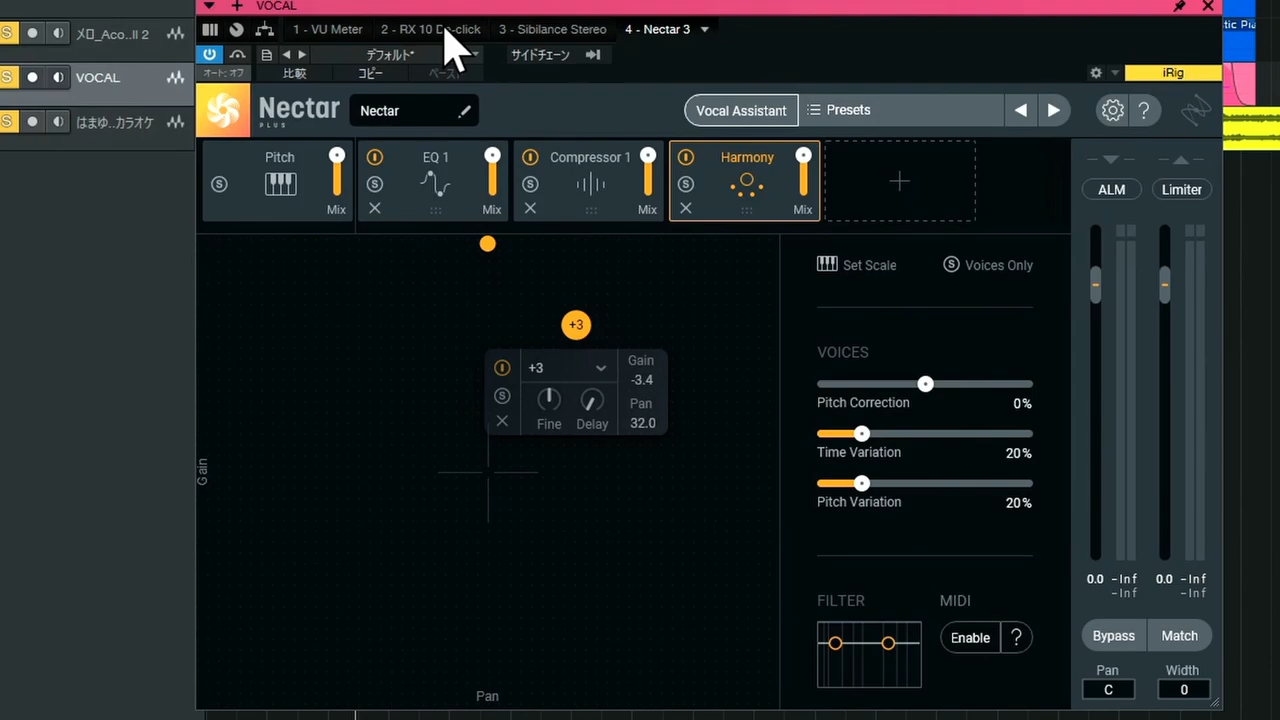 VOCAL
1 - VU Meter
2 - RX 10 De-click
3 - Sibilance Stereo
4 - Nectar 3
デフォルト*
サイドチェーン
オート: オフ
比較
コピー
ペースト
iRig
S
メロ_Aco..ll 2
S
VOCAL
S
はまゆ..カラオケ
Nectar
PLUS
Nectar
Vocal Assistant
Presets
?
Pitch
S
Mix
EQ 1
S
Mix
Compressor 1
S
Mix
Harmony
S
Mix
ALM
Limiter
+3
+3
S
Fine
Delay
Gain
-3.4
Pan
32.0
Gain
Pan
Set Scale
S Voices Only
VOICES
Pitch Correction 0%
Time Variation 20%
Pitch Variation 20%
FILTER
MIDI
Enable
?
0.0 -Inf
-Inf
0.0 -Inf
-Inf
Bypass
Match
Pan
C
Width
0